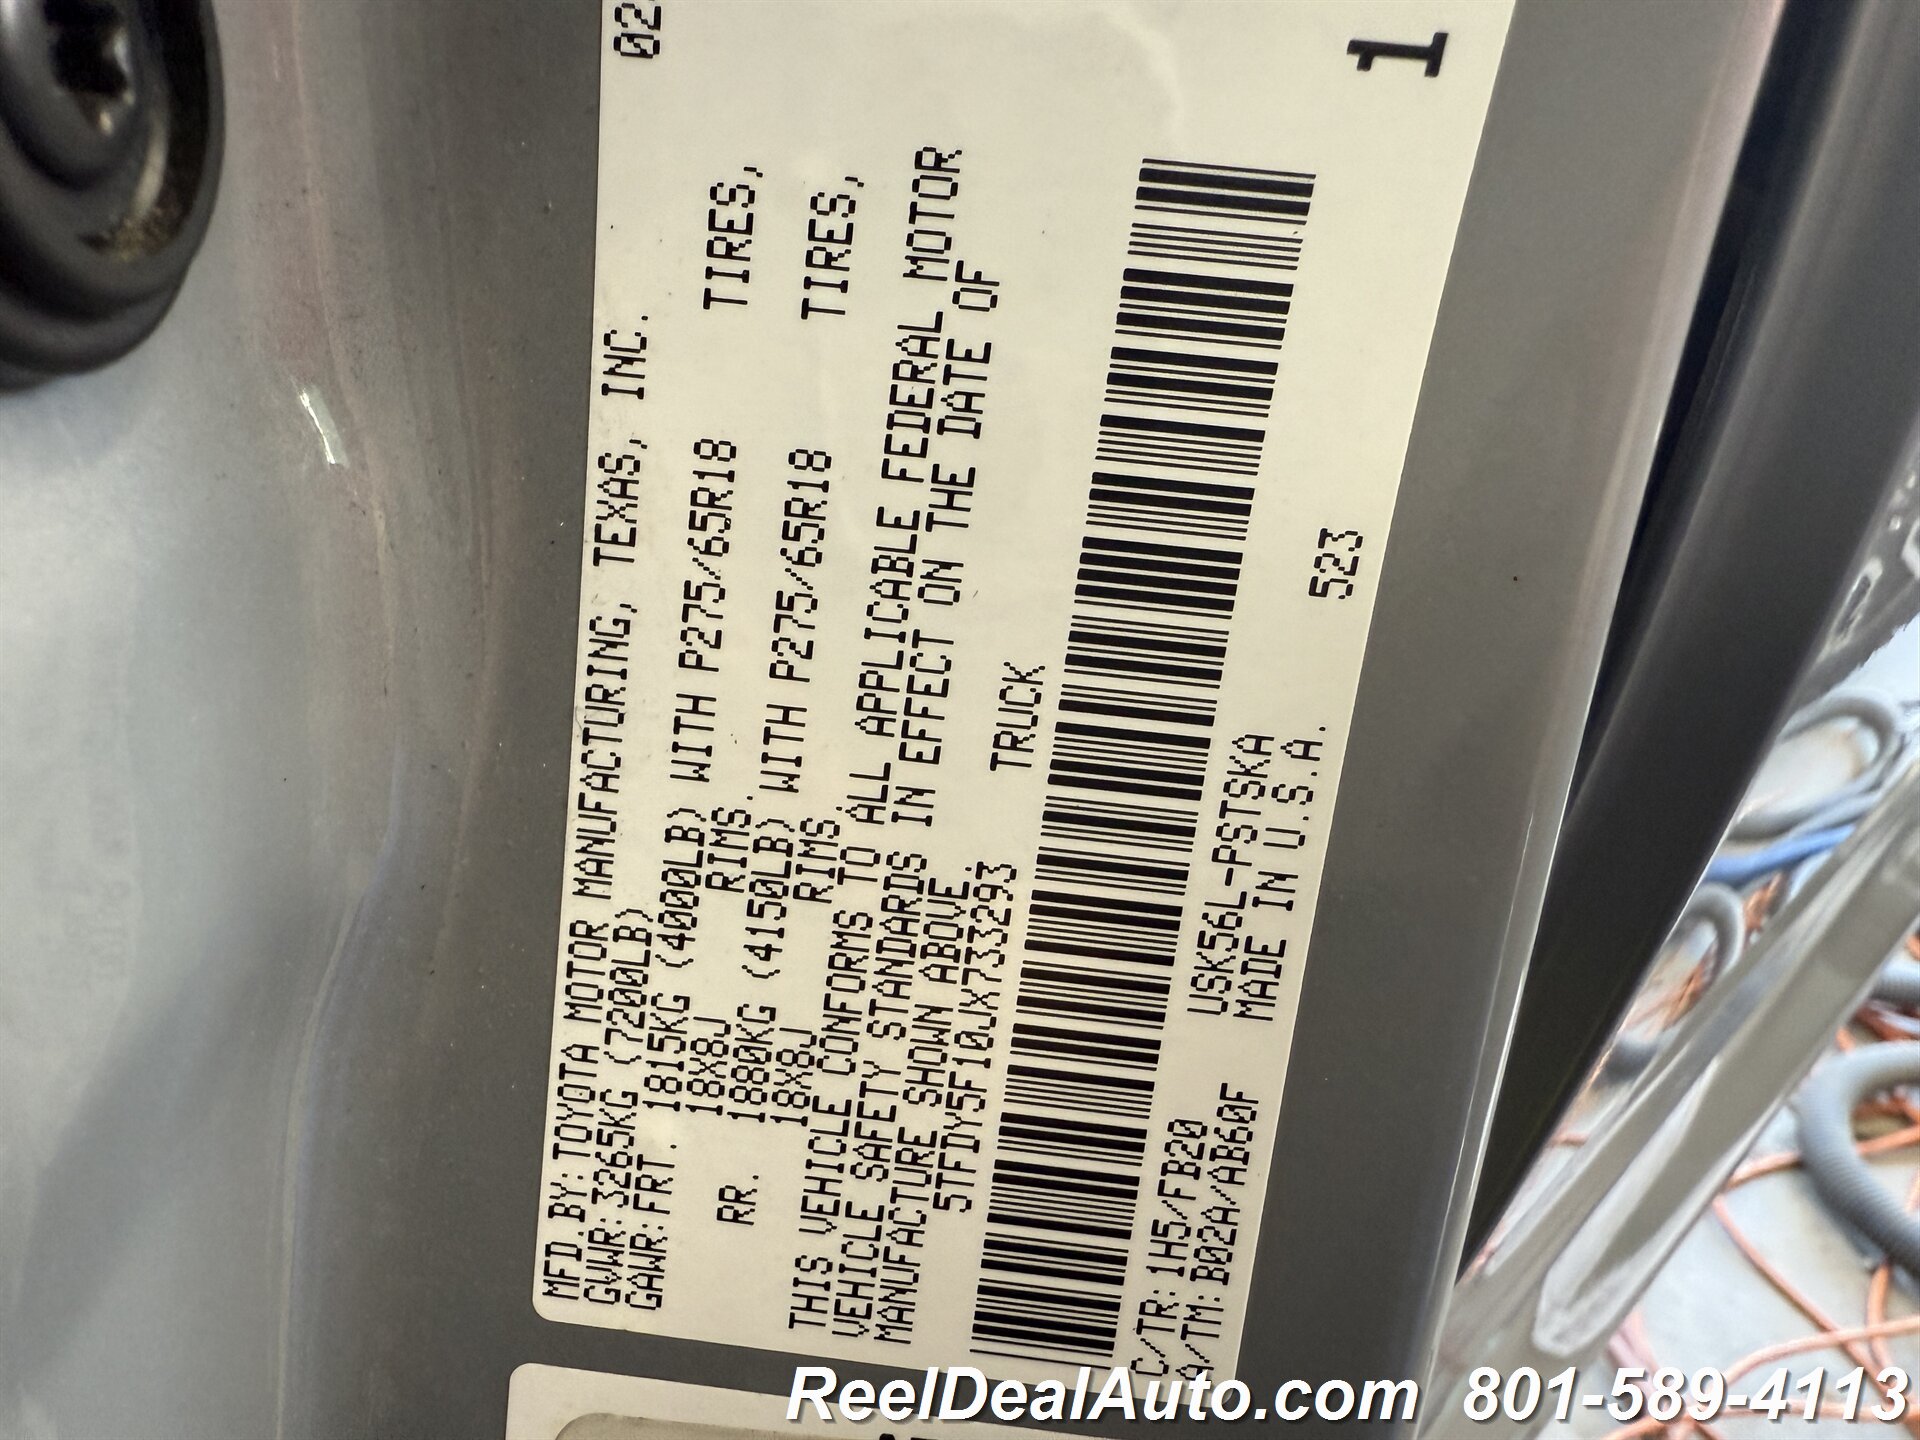 MFD.BY: TOYOTA MOTOR MANUFACTURING, TEXAS, INC. 02
GVWR:3265KG (7200LB)
GAWR:FRT. 1815KG (4000LB) WITH P275/65R18 TIRES,
18X8J RIMS.
RR. 1880KG (4150LB) WITH P275/65R18 TIRES,
18X8J RIMS.
THIS VEHICLE CONFORMS TO ALL APPLICABLE FEDERAL MOTOR
VEHICLE SAFETY STANDARDS IN EFFECT ON THE DATE OF
MANUFACTURE SHOWN ABOVE.
5TFDY5F10JX733293 TRUCK
C/TR: 1H5/FB20 USK56L-PSTSKA
A/TM: B02A/AB60F MADE IN U.S.A.
523
1
ReelDealAuto.com 801-589-4113